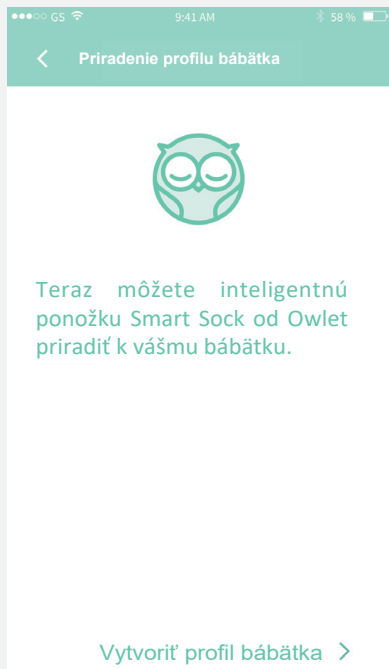 GS 9:41 AM 58 %
Priradenie profilu bábätka
Teraz môžete inteligentnú
ponožku Smart Sock od Owlet
priradiť k vášmu bábätku.
Vytvoriť profil bábätka